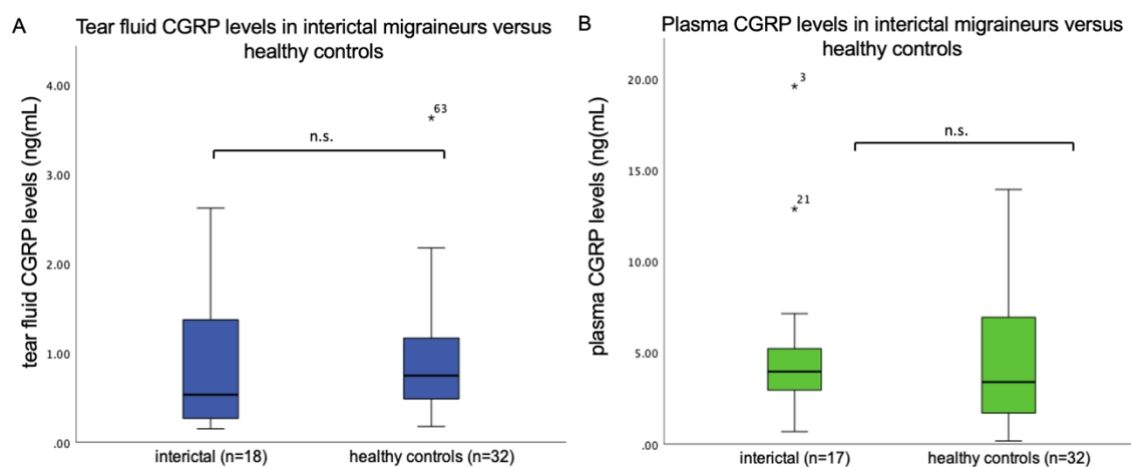 A
Tear fluid CGRP levels in interictal migraineurs versus
healthy controls
tear fluid CGRP levels (ng(mL)
4.00
3.00
2.00
1.00
.00
*63
n.s.
interictal (n=18)
healthy controls (n=32)
B
Plasma CGRP levels in interictal migraineurs versus
healthy controls
plasma CGRP levels (ng(mL)
20.00
15.00
10.00
5.00
.00
*3
*21
n.s.
interictal (n=17)
healthy controls (n=32)